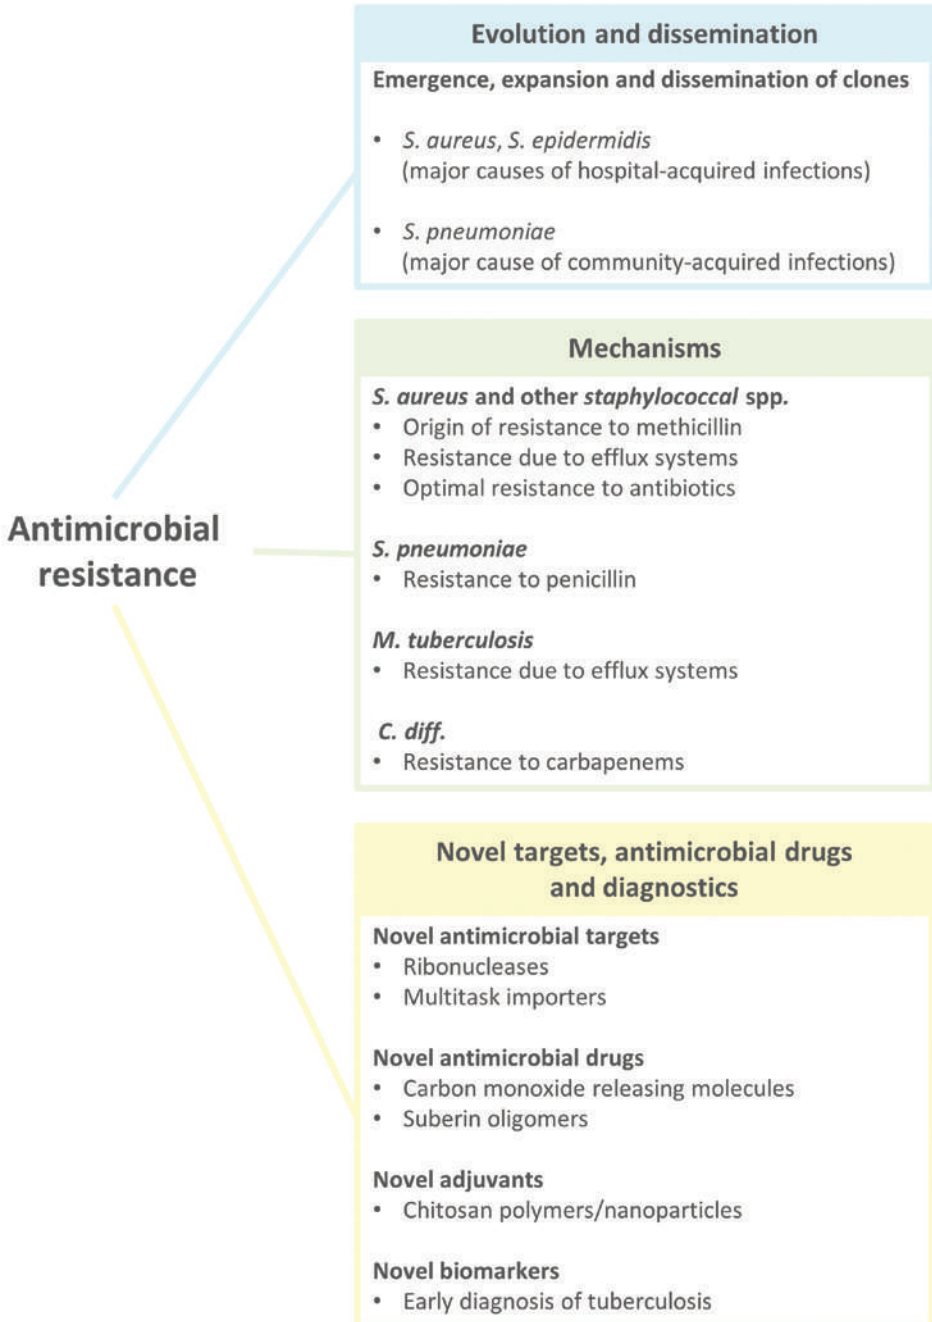 Evolution and dissemination
Emergence, expansion and dissemination of clones
• S. aureus, S. epidermidis
(major causes of hospital-acquired infections)
• S. pneumoniae
(major cause of community-acquired infections)
Antimicrobial
resistance
Mechanisms
S. aureus and other staphylococcal spp.
• Origin of resistance to methicillin
• Resistance due to efflux systems
• Optimal resistance to antibiotics
S. pneumoniae
• Resistance to penicillin
M. tuberculosis
• Resistance due to efflux systems
C. diff.
• Resistance to carbapenems
Novel targets, antimicrobial drugs
and diagnostics
Novel antimicrobial targets
• Ribonucleases
• Multitask importers
Novel antimicrobial drugs
• Carbon monoxide releasing molecules
• Suberin oligomers
Novel adjuvants
• Chitosan polymers/nanoparticles
Novel biomarkers
• Early diagnosis of tuberculosis